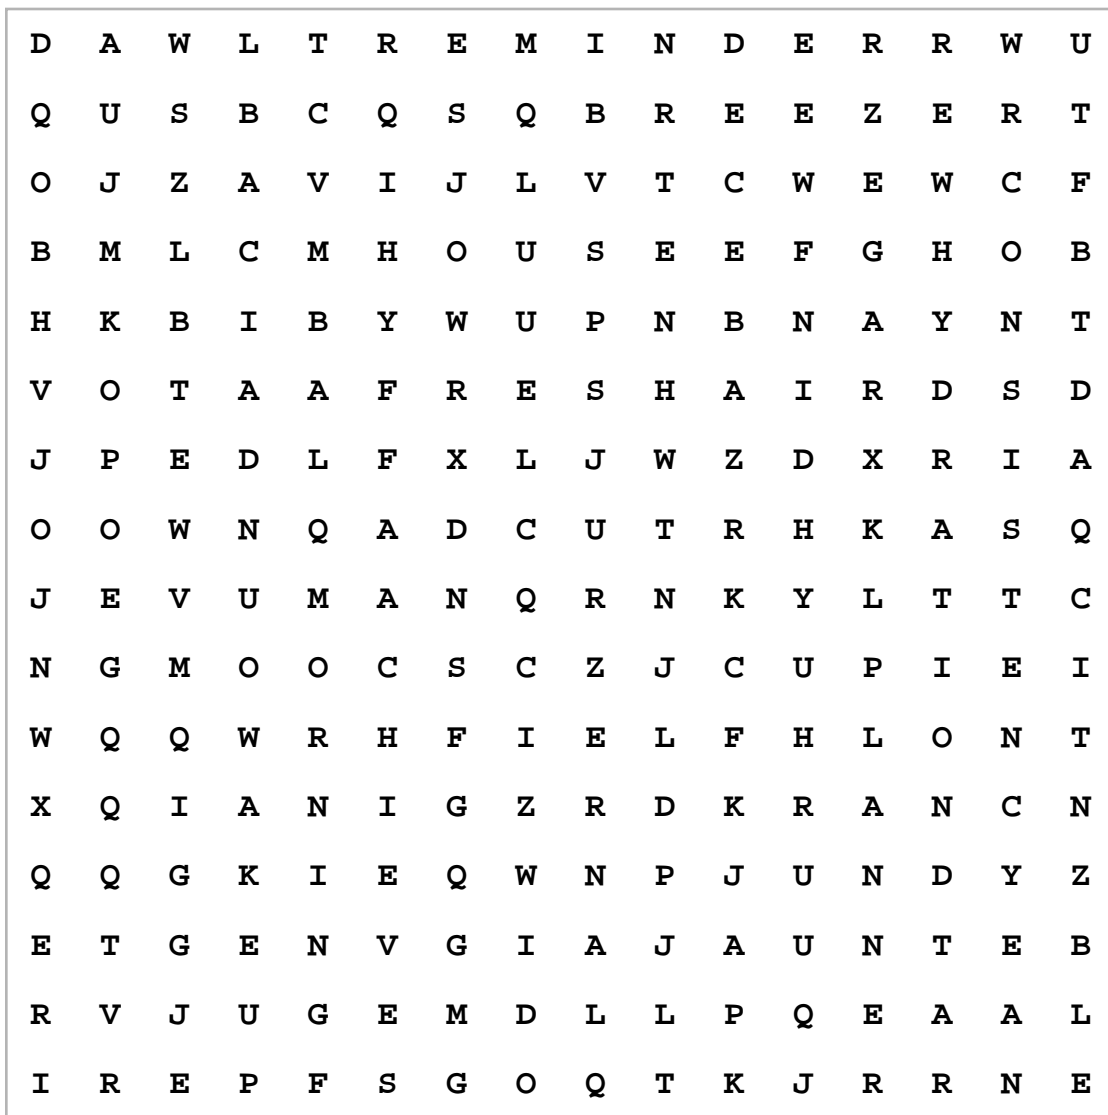 D A W L T R E M I N D E R R W U
Q U S B C Q S Q B R E E Z E R T
O J Z A V I J L V T C W E W C F
B M L C M H O U S E E F G H O B
H K B I B Y W U P N B N A Y N T
V O T A A F R E S H A I R D S D
J P E D L F X L J W Z D X R I A
O O W N Q A D C U T R H K A S Q
J E V U M A N Q R N K Y L T T C
N G M O O C S C Z J C U P I E I
W Q Q W R H F I E L F H L O N T
X Q I A N I G Z R D K R A N C N
Q Q G K I E Q W N P J U N D Y Z
E T G E N V G I A J A U N T E B
R V J U G E M D L L P Q E A A L
I R E P F S G O Q T K J R R N E